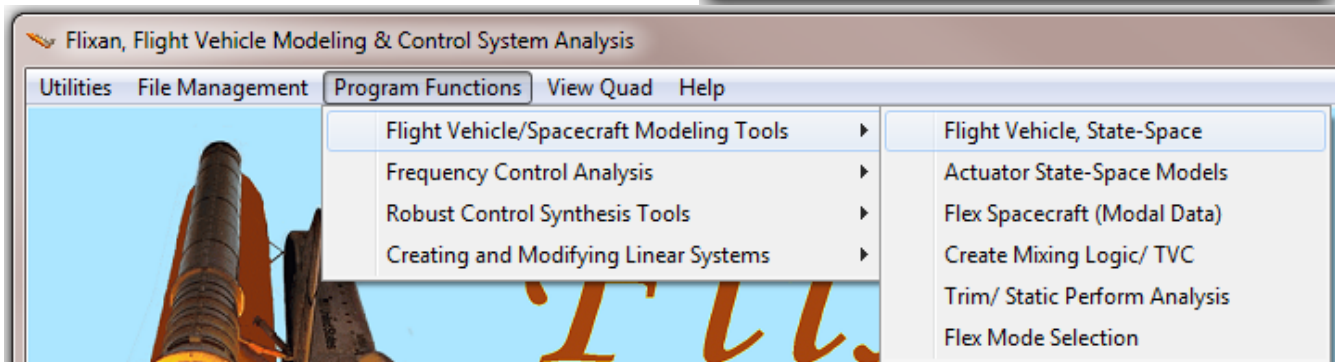 Flixan, Flight Vehicle Modeling & Control System Analysis
Utilities File Management Program Functions View Quad Help
Flight Vehicle/Spacecraft Modeling Tools
Frequency Control Analysis
Robust Control Synthesis Tools
Creating and Modifying Linear Systems
Flight Vehicle, State-Space
Actuator State-Space Models
Flex Spacecraft (Modal Data)
Create Mixing Logic/ TVC
Trim/ Static Perform Analysis
Flex Mode Selection